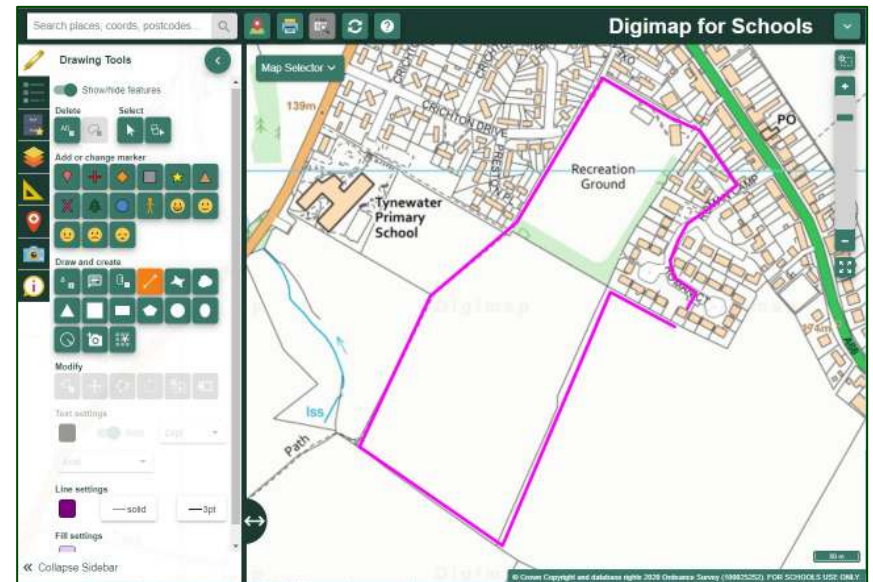 Search places, coords, postcodes...
Digimap for Schools
Drawing Tools
Show/hide features
Delete
Select
Add or change marker
Draw and create
Modify
Text settings
Line settings
solid
3pt
Fill settings
Collapse Sidebar
Map Selector
139m
CRICHTON DRIVE
Recreation
Ground
PO
Tynewater
Primary
School
Iss
Path
174m
A68
© Crown Copyright and database rights 2020 Ordnance Survey (100025252). FOR SCHOOLS USE ONLY